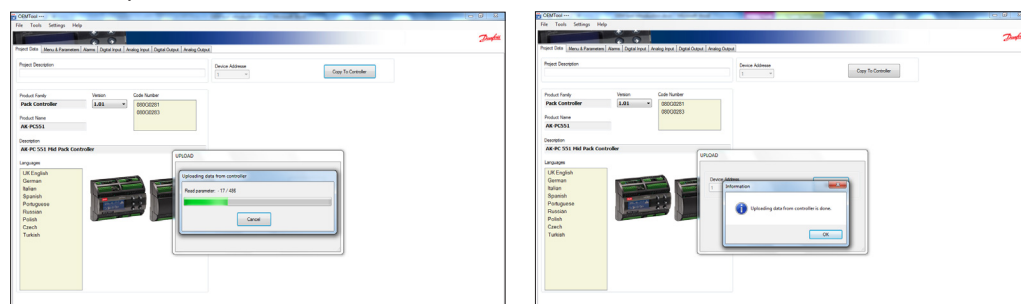 OEMTool ---
File Tools Settings Help
Danfoss
Project Data Menu & Parameters Alarms Digital Input Analog Input Digital Output Analog Output
Project Description
Device Addresse
1
Copy To Controller
Product Family
Version
Code Number
Pack Controller
1.01
080G0281
080G0283
Product Name
AK-PC551
Description
AK-PC 551 Mid Pack Controller
Languages
UK English
German
Italian
Spanish
Portuguese
Russian
Polish
Czech
Turkish
UPLOAD
Uploading data from controller
Read parameter: -17 / 486
Cancel
OEMTool ---
File Tools Settings Help
Danfoss
Project Data Menu & Parameters Alarms Digital Input Analog Input Digital Output Analog Output
Project Description
Device Addresse
1
Copy To Controller
Product Family
Version
Code Number
Pack Controller
1.01
080G0281
080G0283
Product Name
AK-PC551
Description
AK-PC 551 Mid Pack Controller
Languages
UK English
German
Italian
Spanish
Portuguese
Russian
Polish
Czech
Turkish
UPLOAD
Information
Uploading data from controller is done.
OK